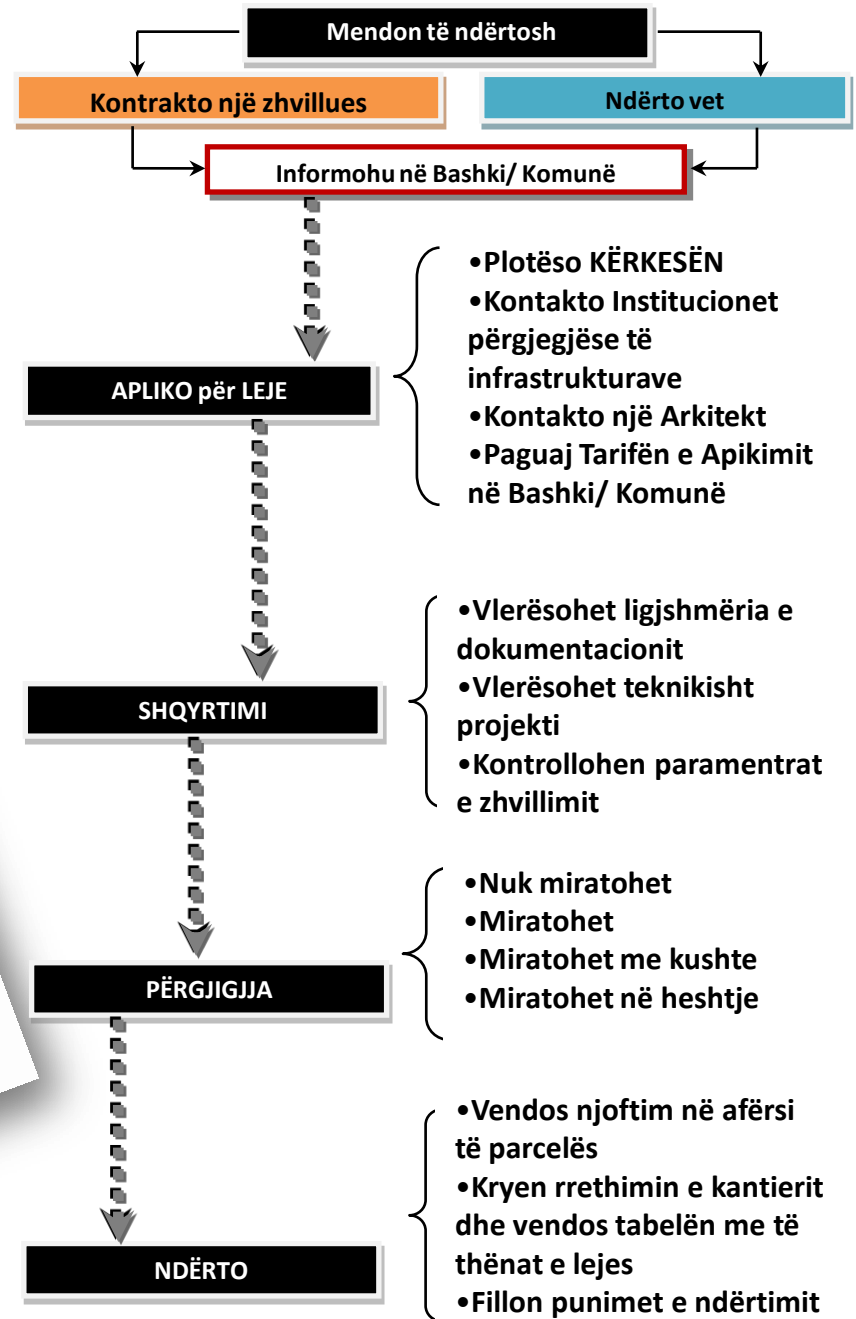 Mendon të ndërtosh
Kontrakto një zhvillues
Ndërto vet
Informohu në Bashki/ Komunë
APLIKO për LEJE
•Plotëso KËRKESËN
•Kontakto Institucionet
përgjegjëse të
infrastrukturave
•Kontakto një Arkitekt
•Paguaj Tarifën e Apikimit
në Bashki/ Komunë
SHQYRTIMI
•Vlerësohet ligjshmëria e
dokumentacionit
•Vlerësohet teknikisht
projekti
•Kontrollohen paramentrat
e zhvillimit
PËRGJIGJJA
•Nuk miratohet
•Miratohet
•Miratohet me kushte
•Miratohet në heshtje
NDËRTO
•Vendos njoftim në afërsi
të parcelës
•Kryen rrethimin e kantierit
dhe vendos tabelën me të
thënat e lejes
•Fillon punimet e ndërtimit